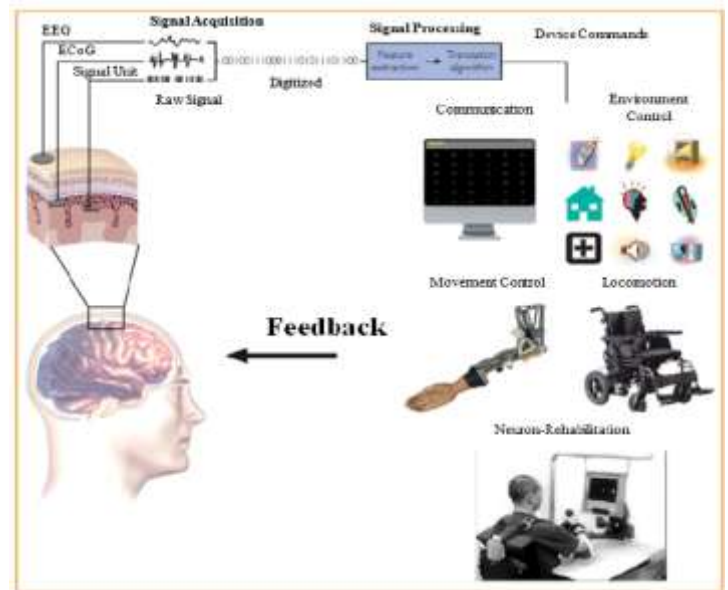 EEG
Signal Acquisition
ECoG
Signal Unit
Raw Signal
Digitized
Signal Processing
Feature extraction
Translation algorithm
Device Commands
Communication
Environment
Control
Movement Control
Locomotion
Feedback
Neuron-Rehabilitation